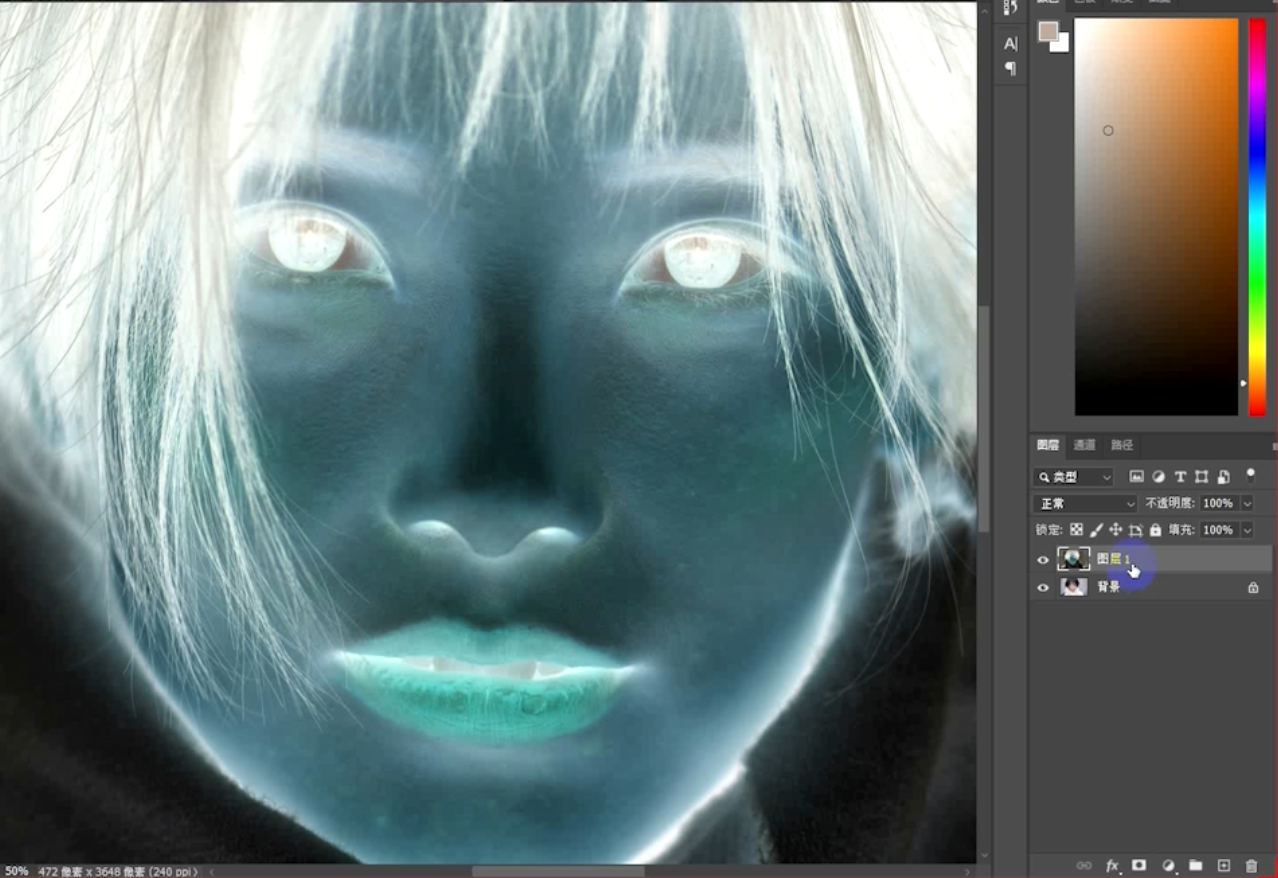 A|
图层 通道 路径
类型
正常 不透明度: 100%
锁定: 填充: 100%
图层 1
背景
fx
50% 472 像素 x 3648 像素 (240 ppi)